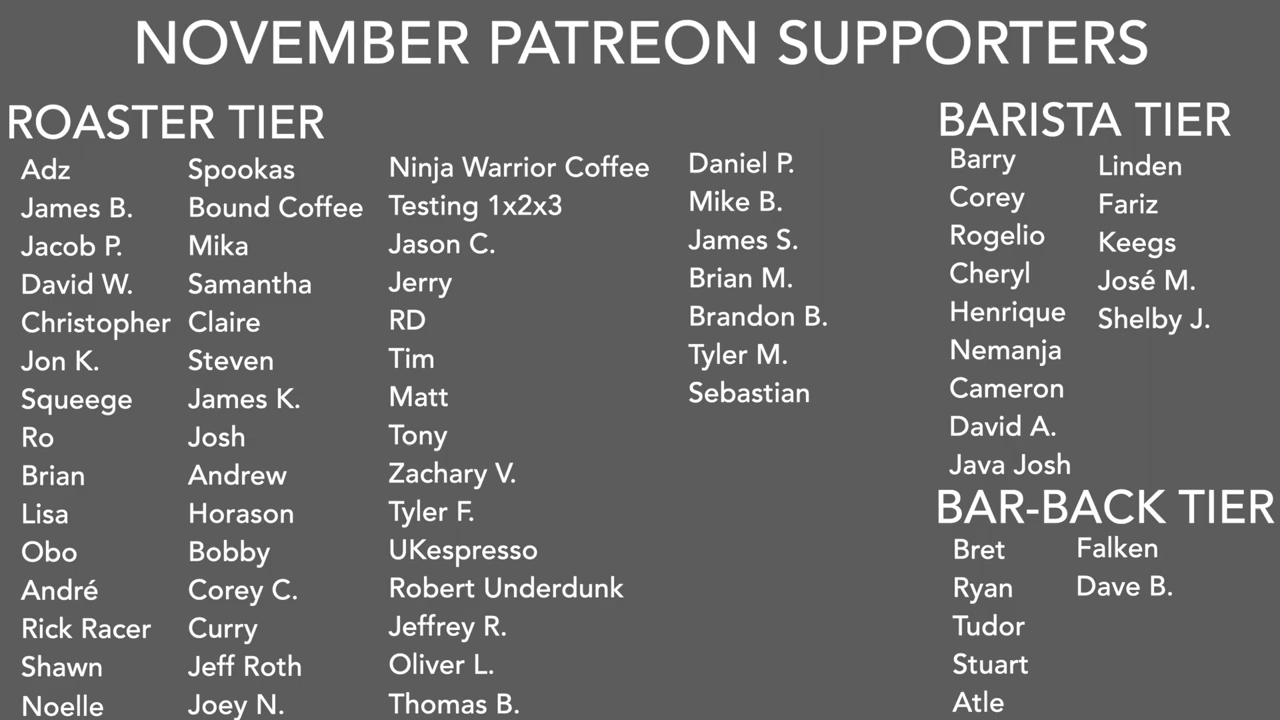 NOVEMBER PATREON SUPPORTERS
ROASTER TIER
Adz
James B.
Jacob P.
David W.
Christopher
Jon K.
Squeege
Ro
Brian
Lisa
Obo
André
Rick Racer
Shawn
Noelle
Spookas
Bound Coffee
Mika
Samantha
Claire
Steven
James K.
Josh
Andrew
Horason
Bobby
Corey C.
Curry
Jeff Roth
Joey N.
Ninja Warrior Coffee
Testing 1x2x3
Jason C.
Jerry
RD
Tim
Matt
Tony
Zachary V.
Tyler F.
UKespresso
Robert Underdunk
Jeffrey R.
Oliver L.
Thomas B.
Daniel P.
Mike B.
James S.
Brian M.
Brandon B.
Tyler M.
Sebastian
BARISTA TIER
Barry
Corey
Rogelio
Cheryl
Henrique
Nemanja
Cameron
David A.
Java Josh
Linden
Fariz
Keegs
José M.
Shelby J.
BAR-BACK TIER
Bret
Ryan
Tudor
Stuart
Atle
Falken
Dave B.